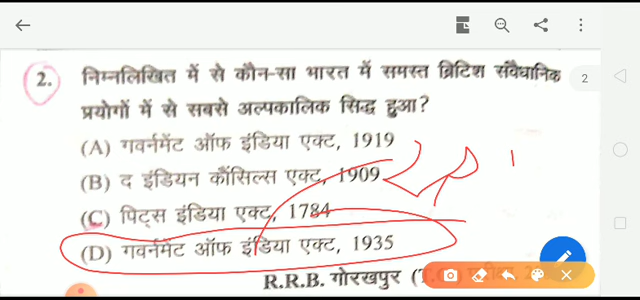 2
2. निम्नलिखित में से कौन-सा भारत में समस्त ब्रिटिश संवैधानिक
प्रयोगों में से सबसे अल्पकालिक सिद्ध हुआ?
(A) गवर्नमेंट ऑफ इंडिया एक्ट, 1919
(B) द इंडियन कौंसिल्स एक्ट, 1909
(C) पिट्स इंडिया एक्ट, 1784
(D) गवर्नमेंट ऑफ इंडिया एक्ट, 1935
R.R.B. गोरखपुर